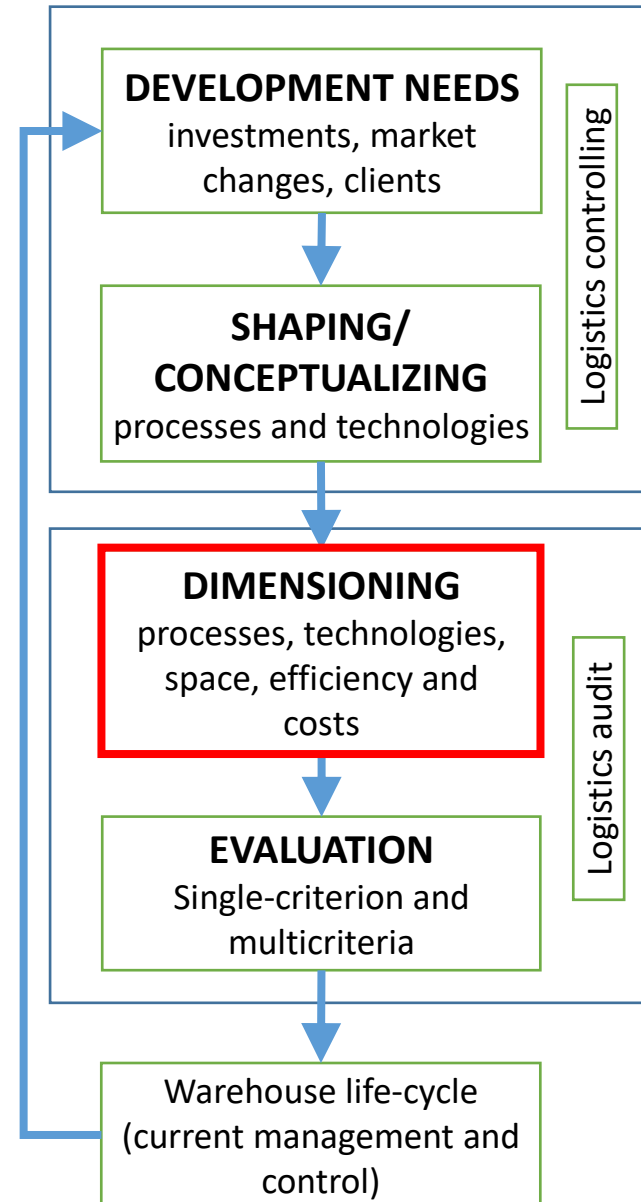 DEVELOPMENT NEEDS
investments, market
changes, clients
Logistics controlling
SHAPING/
CONCEPTUALIZING
processes and technologies
DIMENSIONING
processes, technologies,
space, efficiency and
costs
Logistics audit
EVALUATION
Single-criterion and
multicriteria
Warehouse life-cycle
(current management and
control)